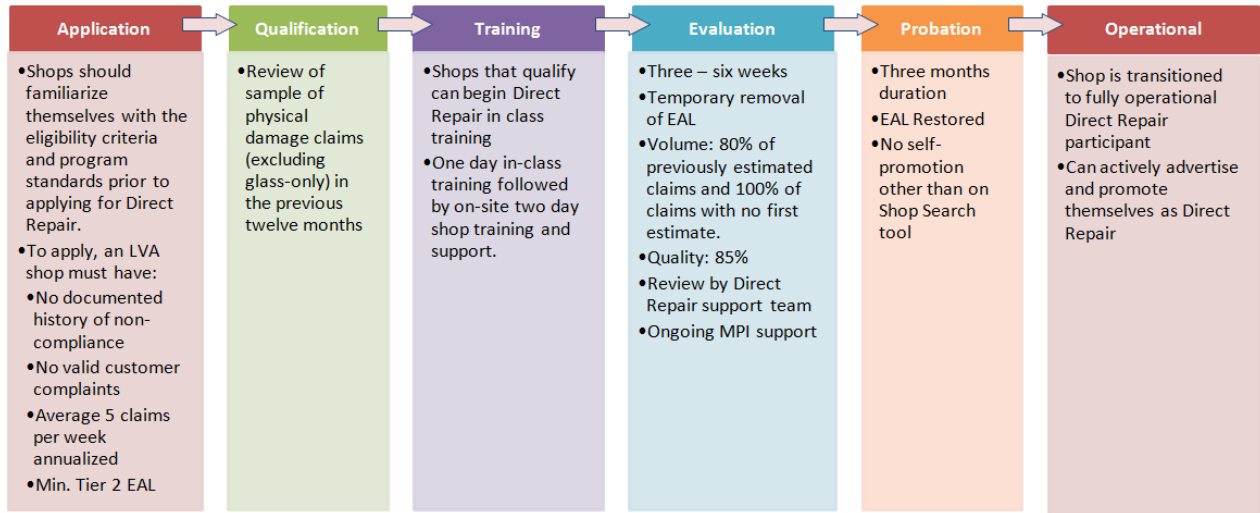 Application
•Shops should
familiarize
themselves with the
eligibility criteria
and program
standards prior to
applying for Direct
Repair.
•To apply, an LVA
shop must have:
•No documented
history of non-
compliance
•No valid customer
complaints
•Average 5 claims
per week
annualized
•Min. Tier 2 EAL
Qualification
•Review of
sample of
physical
damage claims
(excluding
glass-only) in
the previous
twelve months
Training
•Shops that qualify
can begin Direct
Repair in class
training
•One day in-class
training followed
by on-site two day
shop training and
support.
Evaluation
•Three – six weeks
•Temporary removal
of EAL
•Volume: 80% of
previously estimated
claims and 100% of
claims with no first
estimate.
•Quality: 85%
•Review by Direct
Repair support team
•Ongoing MPI support
Probation
•Three months
duration
•EAL Restored
•No self-
promotion
other than on
Shop Search
tool
Operational
•Shop is transitioned
to fully operational
Direct Repair
participant
•Can actively advertise
and promote
themselves as Direct
Repair